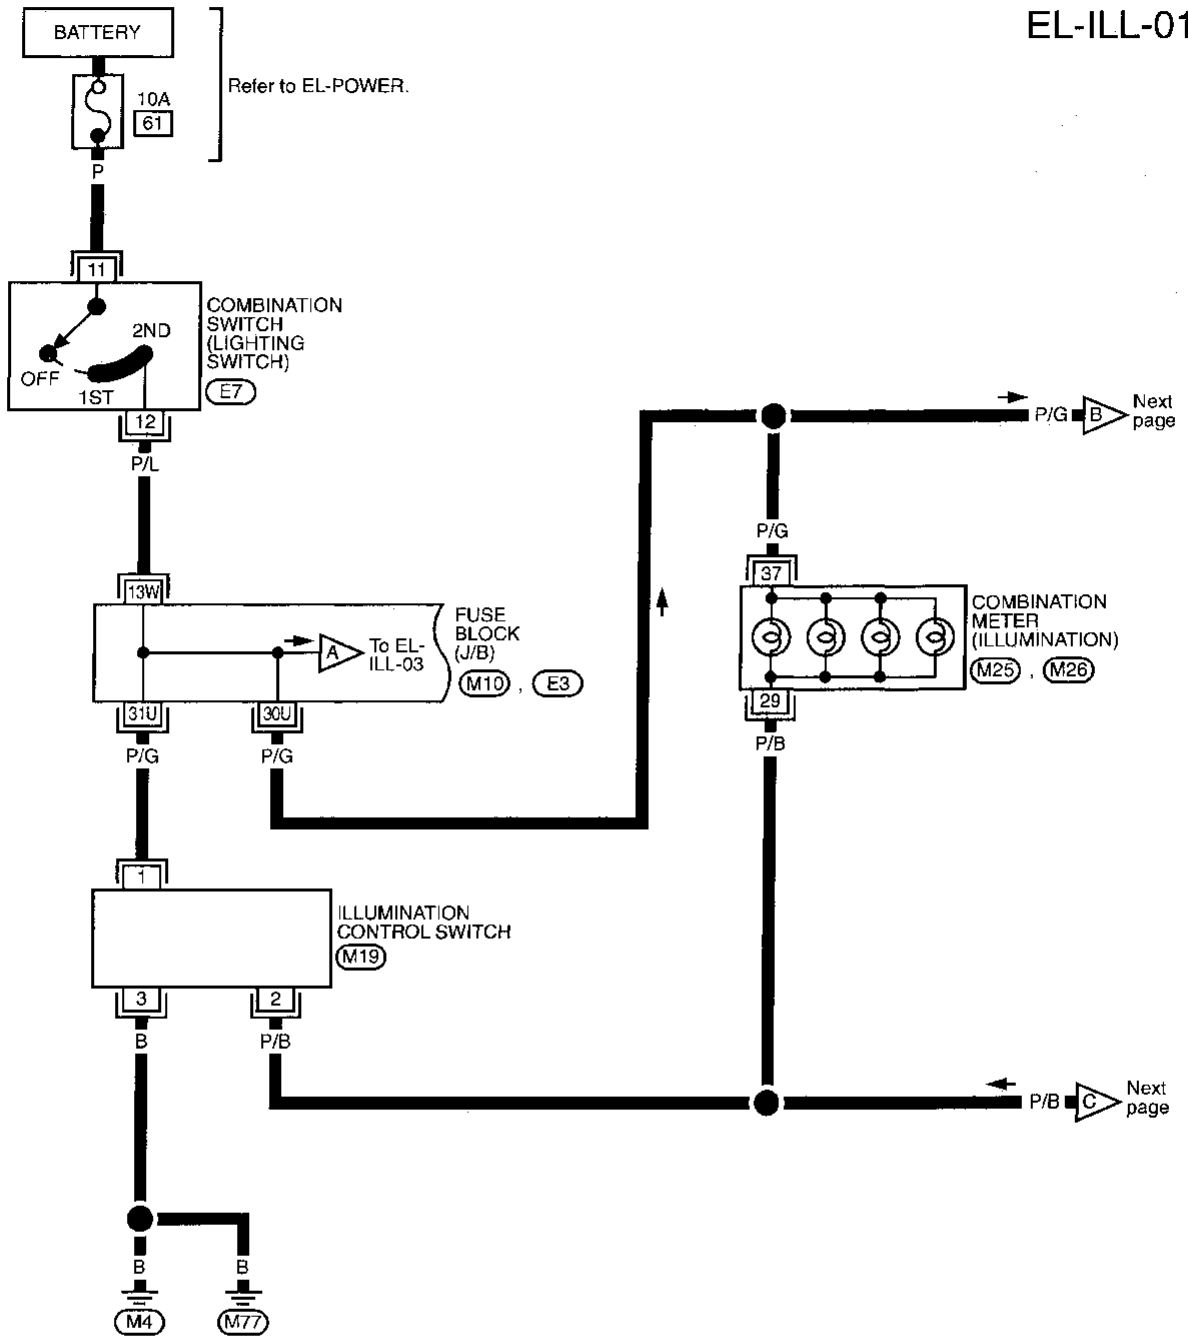 EL-ILL-01
BATTERY
Refer to EL-POWER.
10A
61
P
11
COMBINATION
SWITCH
(LIGHTING
SWITCH)
E7
2ND
OFF
1ST
12
P/L
P/G
B
Next
page
P/G
37
COMBINATION
METER
(ILLUMINATION)
M25 , M26
29
P/B
13W
FUSE
BLOCK
(J/B)
M10 , E3
A
To EL-
ILL-03
31U
30U
P/G
P/G
1
ILLUMINATION
CONTROL SWITCH
M19
3
2
B
P/B
P/B
C
Next
page
B
B
M4
M77